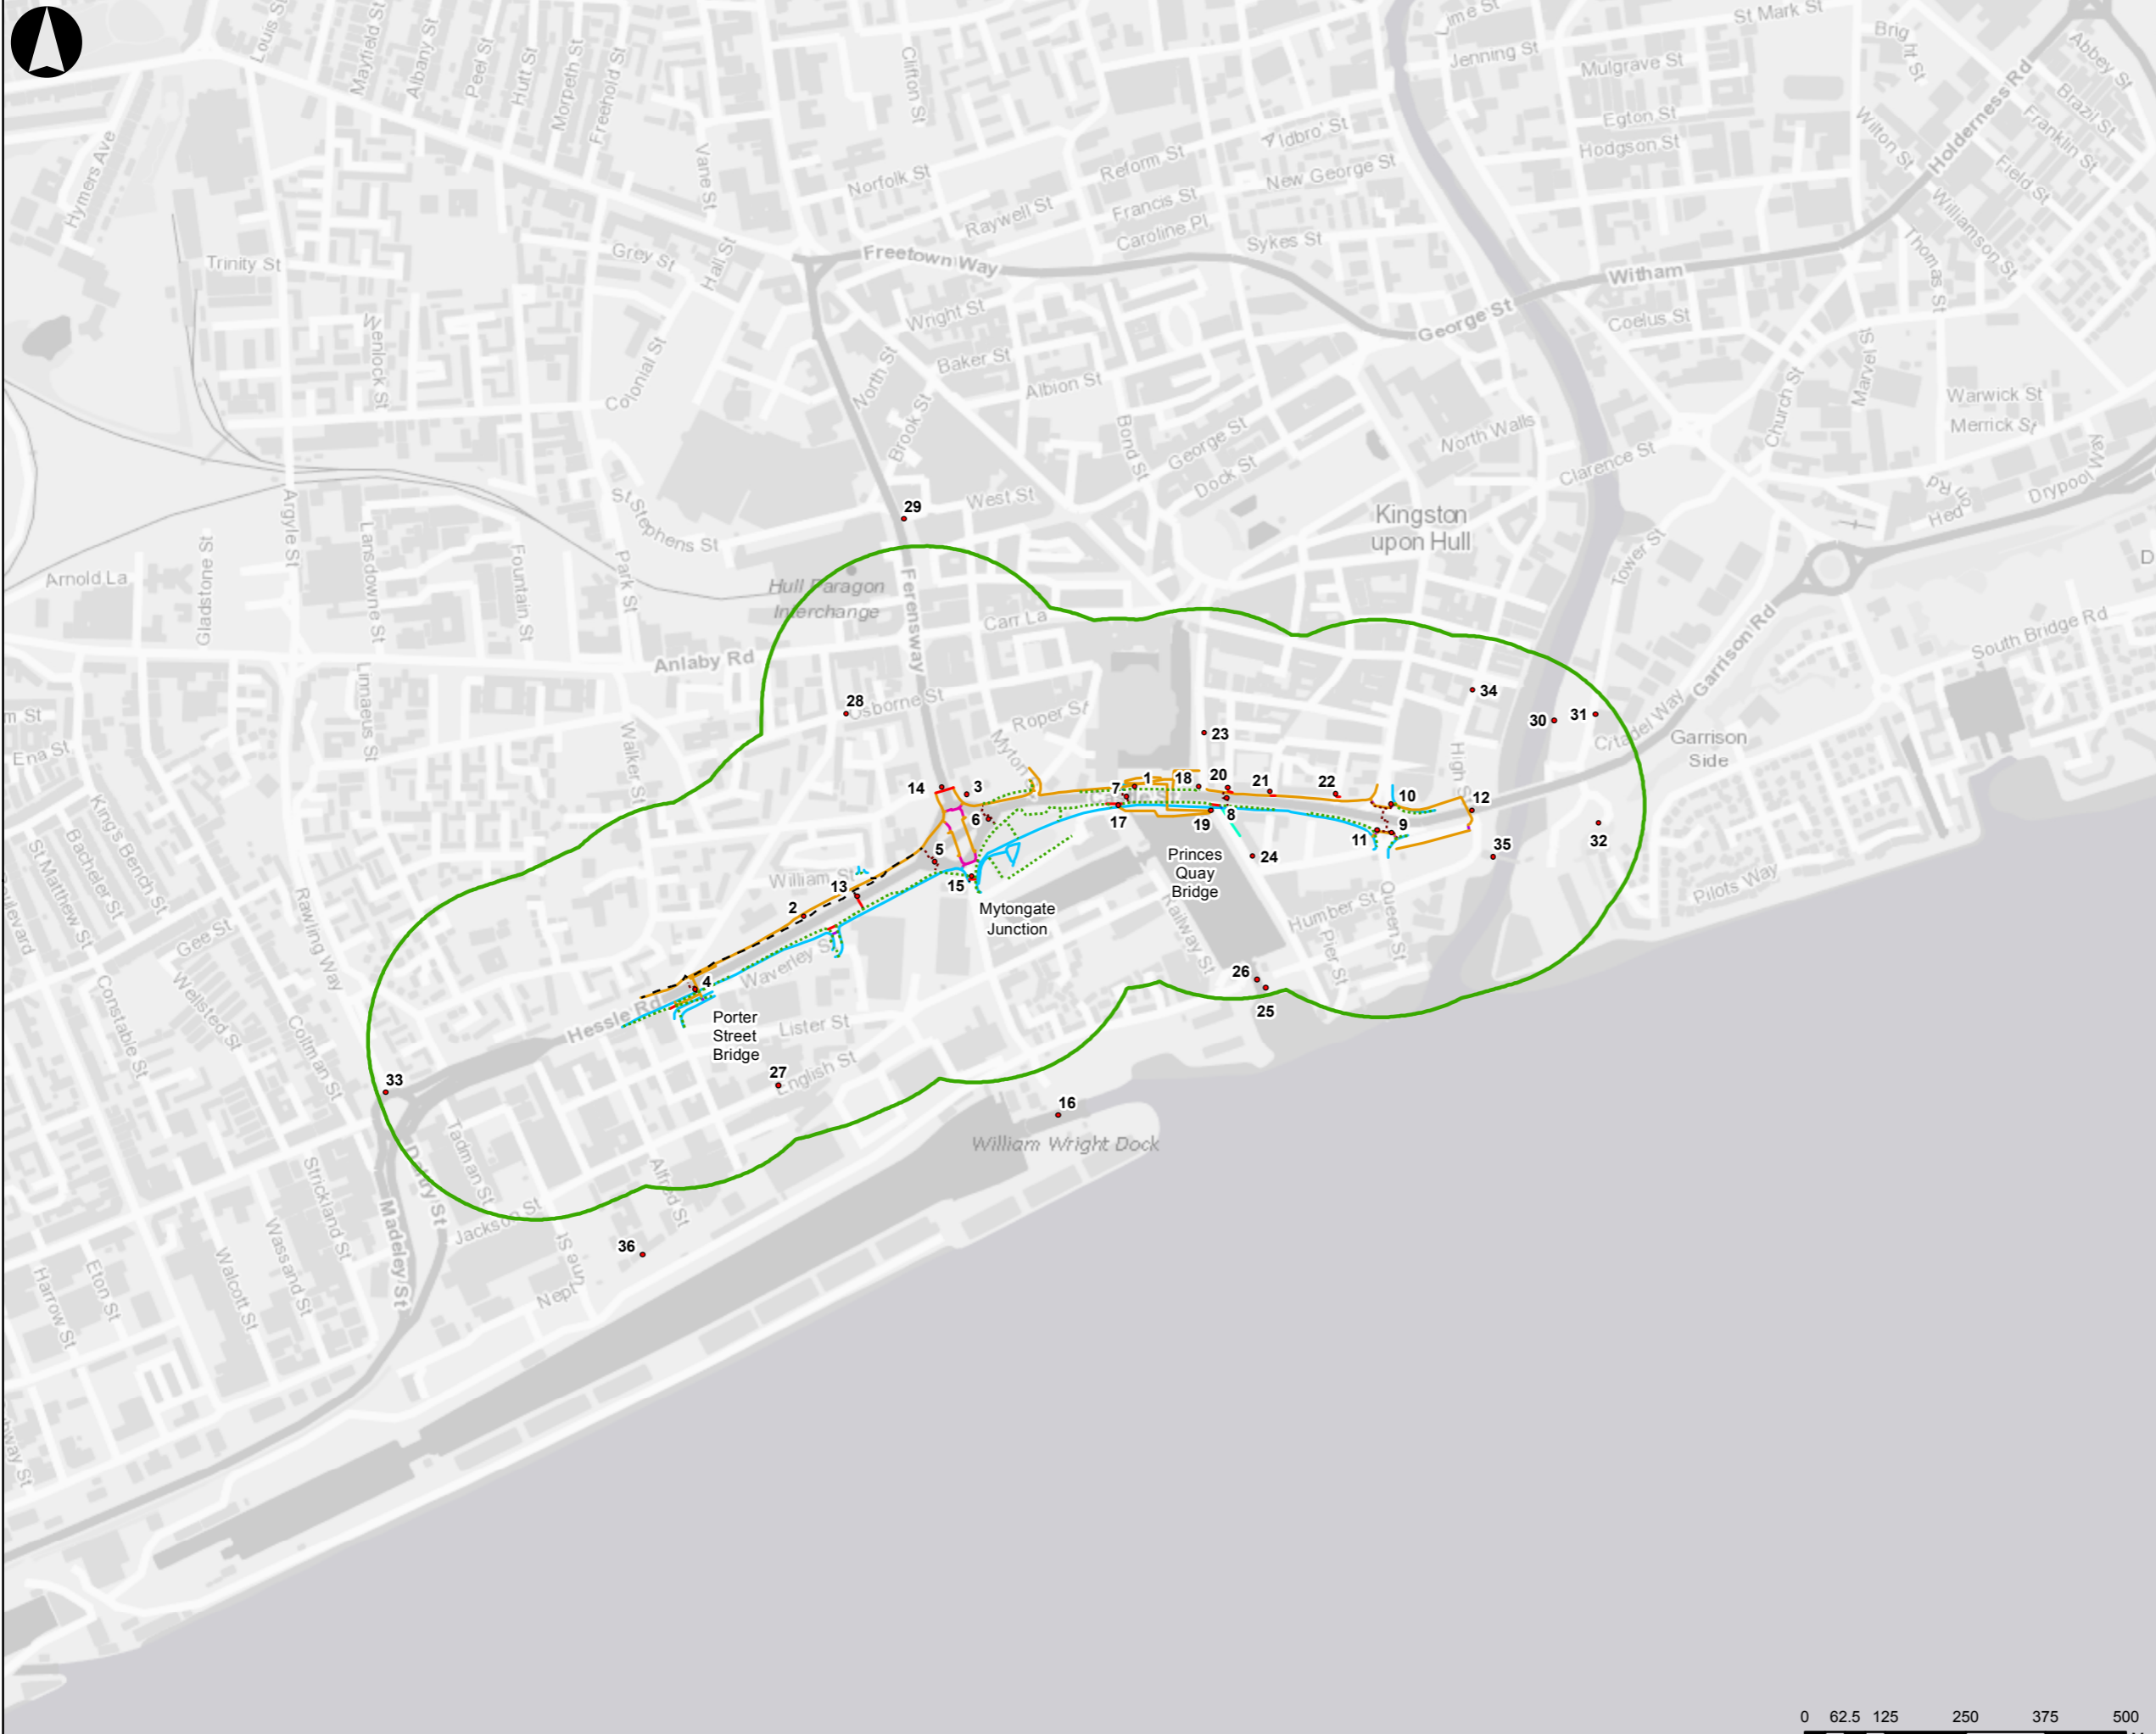 Louis St
Mayfield St
Albany St
Peel St
Hutt St
Morpeth St
Freehold St
Clifton St
Lime St
Jenning St
St Mark St
Mulgrave St
Brig ht St
Abbey St
Brazil St
Franklin St
Egton St
Hodgson St
Wilton St
Holderness Rd
Field St
Williamson St
Thomas St
Hymers Ave
Vane St
Norfolk St
Reform St
New George St
Raywell St
Francis St
Caroline Pl
Sykes St
Trinity St
Grey St
Hall St
Freetown Way
Witham
Wright St
George St
Coelus St
Wenlock St
Colonial St
North St
Baker St
Albion St
Brook St
Bond St
George St
Dock St
North Walls
Church St
Marvel St
Warwick St
Merrick St
Clarence St
Argyle St
St Stephens St
West St
29
Kingston
upon Hull
Tower St
Hed on Rd
Drypool Way
Arnold La
Gladstone St
Lansdowne St
Fountain St
Park St
Hull Paragon
Interchange
Ferensway
Carr La
Anlaby Rd
Garrison Rd
South Bridge Rd
Linnaeus St
Walker St
28
Osborne St
Roper St
Myton
34
30
31
Citadel Way
Garrison
Side
23
High St
m St
Ena St
14
3
7
1
18
20
21
22
10
12
6
17
19
8
11
9
32
35
5
24
Princes
Quay
Bridge
King's Bench St
Bacheler St
St Matthew St
Rawling Way
William St
13
15
2
Mytongate
Junction
Railway St
Humber St
Pier St
Queen St
Pilots Way
Gee St
Wellsted St
Constable St
Coltman St
Waverley S
4
26
25
Hessle Rd
Porter
Street
Bridge
Lister St
English St
27
33
16
William Wright Dock
Tadman St
Daltry St
Madeley St
Jackson St
Alfred St
Strickland St
Wassand St
Walcott St
Eton St
Harrow St
36
Nept une St
0 62.5 125 250 375 500